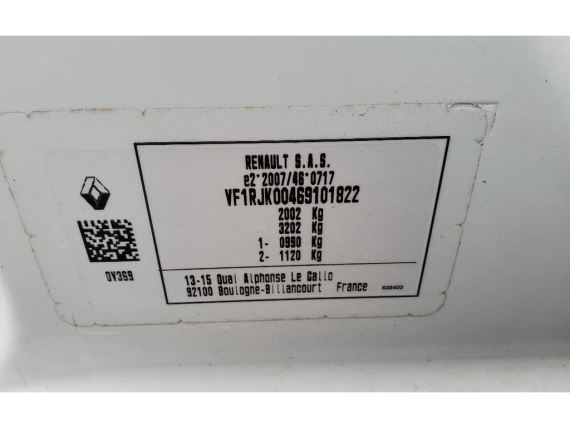 RENAULT S.A.S.
e2*2007/46*0717
VF1RJK00469101822
2002 Kg
3202 Kg
1- 0990 Kg
2- 1120 Kg
0V369
13-15 Quai Alphonse Le Gallo
92100 Boulogne-Billancourt France